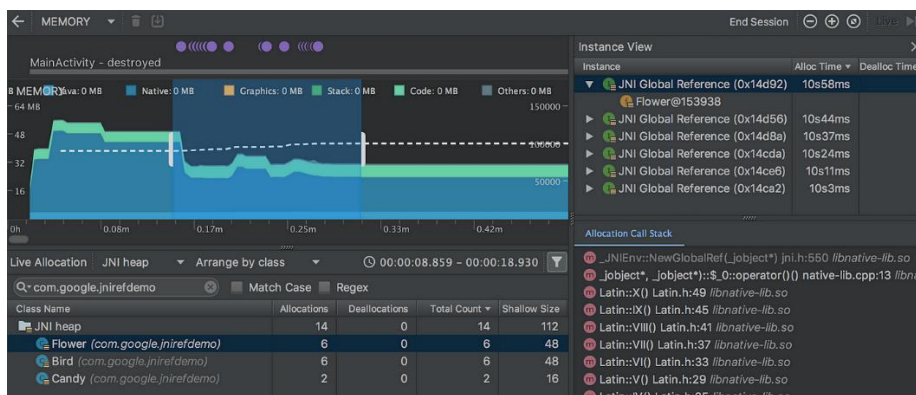 MEMORY
End Session
Live
MainActivity - destroyed
MEMORY
Java: 0 MB
Native: 0 MB
Graphics: 0 MB
Stack: 0 MB
Code: 0 MB
Others: 0 MB
64 MB
150000
48
100000
32
50000
16
0h
0.08m
0.17m
0.25m
0.33m
0.42m
Live Allocation JNI heap Arrange by class 00:00:08.859 - 00:00:18.930
com.google.jnirefdemo Match Case Regex
Class Name Allocations Deallocations Total Count Shallow Size
JNI heap 14 0 14 112
Flower (com.google.jnirefdemo) 6 0 6 48
Bird (com.google.jnirefdemo) 6 0 6 48
Candy (com.google.jnirefdemo) 2 0 2 16
Instance View
Instance Alloc Time Dealloc Time
JNI Global Reference (0x14d92) 10s58ms
Flower@153938
JNI Global Reference (0x14d56) 10s44ms
JNI Global Reference (0x14d8a) 10s37ms
JNI Global Reference (0x14cda) 10s24ms
JNI Global Reference (0x14ce6) 10s11ms
JNI Global Reference (0x14ca2) 10s3ms
Allocation Call Stack
_JNIEnv::NewGlobalRef(_jobject*) jni.h:550 libnative-lib.so
_jobject*, _jobject*)::$_0::operator()() native-lib.cpp:13 libn
Latin::X() Latin.h:49 libnative-lib.so
Latin::IX() Latin.h:45 libnative-lib.so
Latin::VIII() Latin.h:41 libnative-lib.so
Latin::VII() Latin.h:37 libnative-lib.so
Latin::VI() Latin.h:33 libnative-lib.so
Latin::V() Latin.h:29 libnative-lib.so